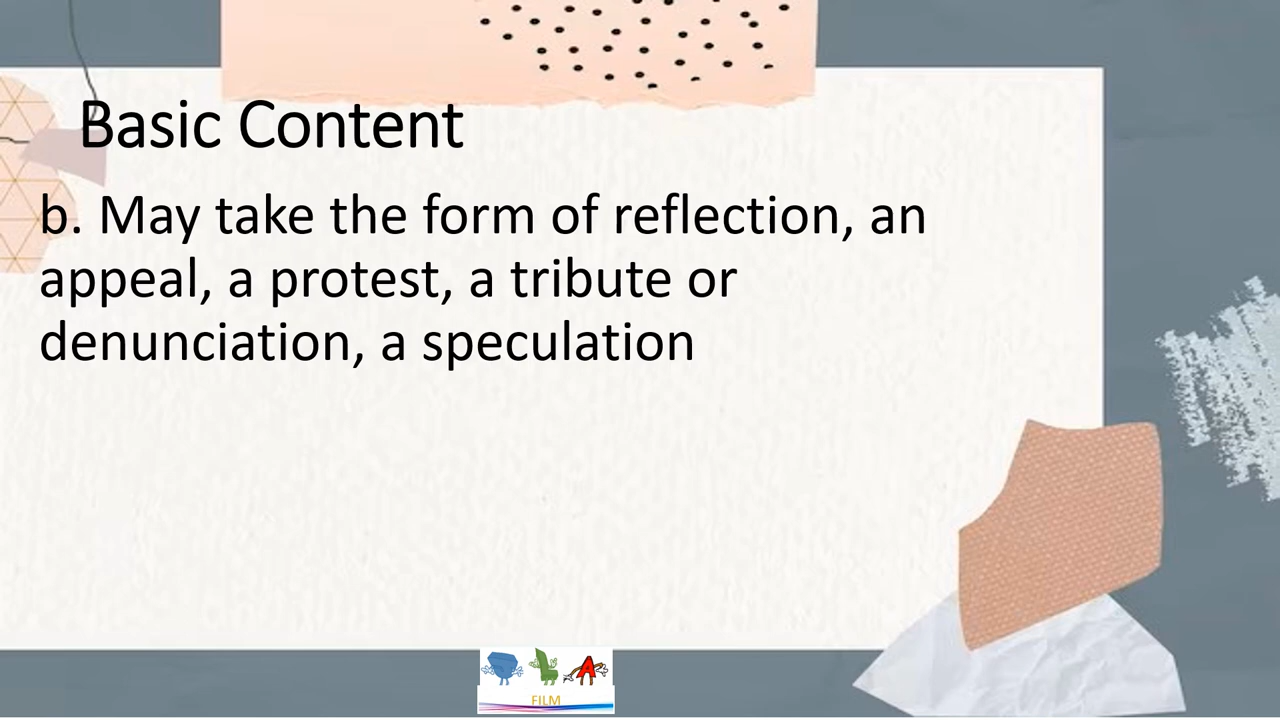 Basic Content
b. May take the form of reflection, an
appeal, a protest, a tribute or
denunciation, a speculation
FILM